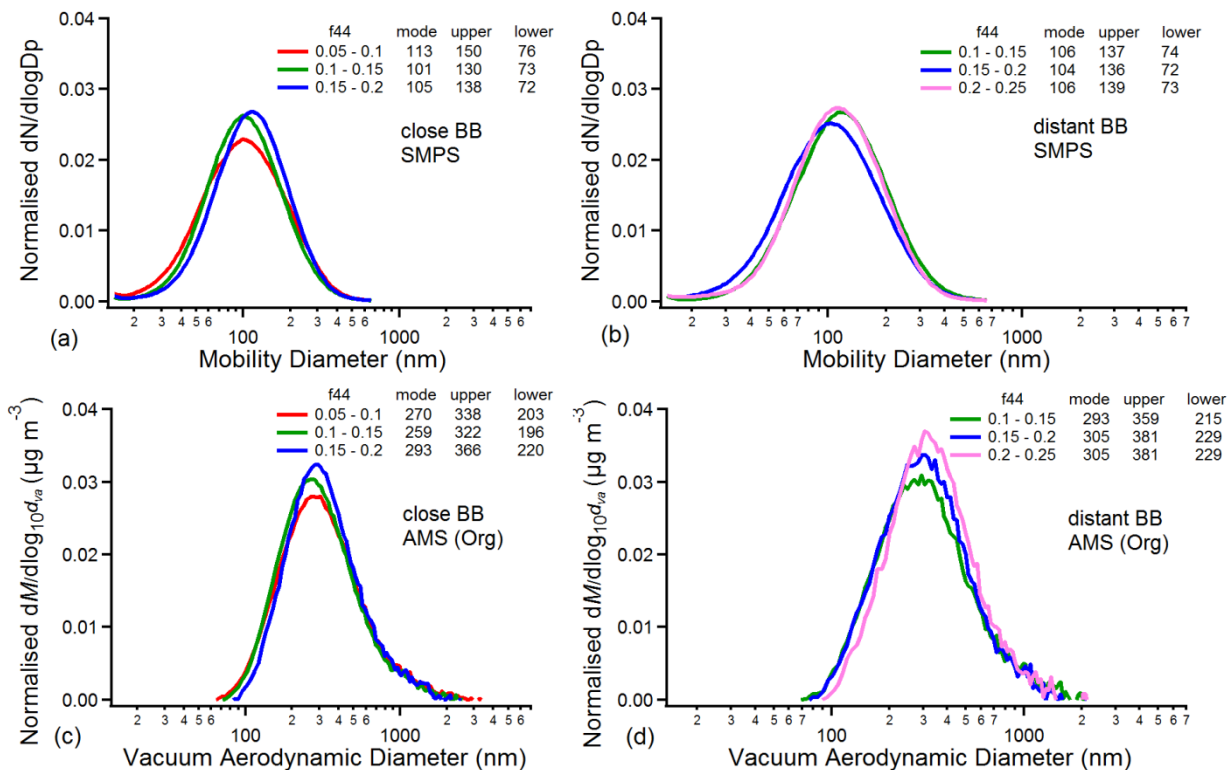 0.04
0.03
0.02
0.01
0.00
Normalised dN/dlogDp
f44 mode upper lower
0.05 - 0.1 113 150 76
0.1 - 0.15 101 130 73
0.15 - 0.2 105 138 72
close BB
SMPS
2 3 4 5 6 100 2 3 4 5 6 1000 2 3 4 5 6
(a)
Mobility Diameter (nm)
0.04
0.03
0.02
0.01
0.00
Normalised dN/dlogDp
f44 mode upper lower
0.1 - 0.15 106 137 74
0.15 - 0.2 104 136 72
0.2 - 0.25 106 139 73
distant BB
SMPS
2 3 4 5 6 7 100 2 3 4 5 6 7 1000 2 3 4 5 6 7
(b)
Mobility Diameter (nm)
0.04
0.03
0.02
0.01
0.00
Normalised dM/dlog₁₀dva (µg m⁻³)
f44 mode upper lower
0.05 - 0.1 270 338 203
0.1 - 0.15 259 322 196
0.15 - 0.2 293 366 220
close BB
AMS (Org)
2 3 4 5 6 100 2 3 4 5 6 1000 2 3 4 5 6
(c)
Vacuum Aerodynamic Diameter (nm)
0.04
0.03
0.02
0.01
0.00
Normalised dM/dlog₁₀dva (µg m⁻³)
f44 mode upper lower
0.1 - 0.15 293 359 215
0.15 - 0.2 305 381 229
0.2 - 0.25 305 381 229
distant BB
AMS (Org)
2 3 4 5 6 7 100 2 3 4 5 6 7 1000 2 3 4 5 6 7
(d)
Vacuum Aerodynamic Diameter (nm)